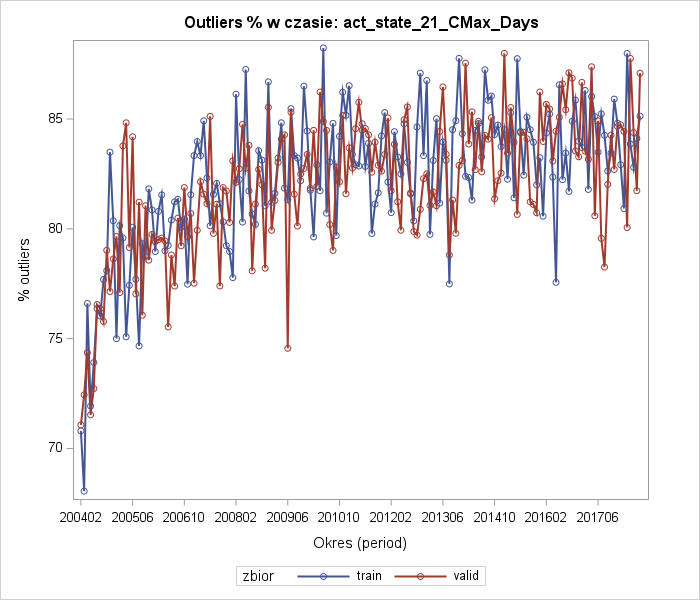 Outliers % w czasie: act_state_21_CMax_Days
% outliers
85
80
75
70
200402 200506 200610 200802 200906 201010 201202 201306 201410 201602 201706
Okres (period)
zbior train valid